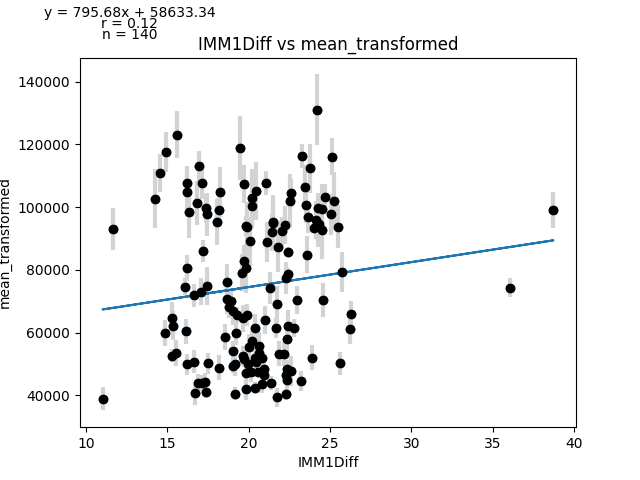 y = 795.68x + 58633.34
r = 0.12
n = 140
IMM1Diff vs mean_transformed
140000
120000
100000
80000
60000
40000
mean_transformed
10 15 20 25 30 35 40
IMM1Diff